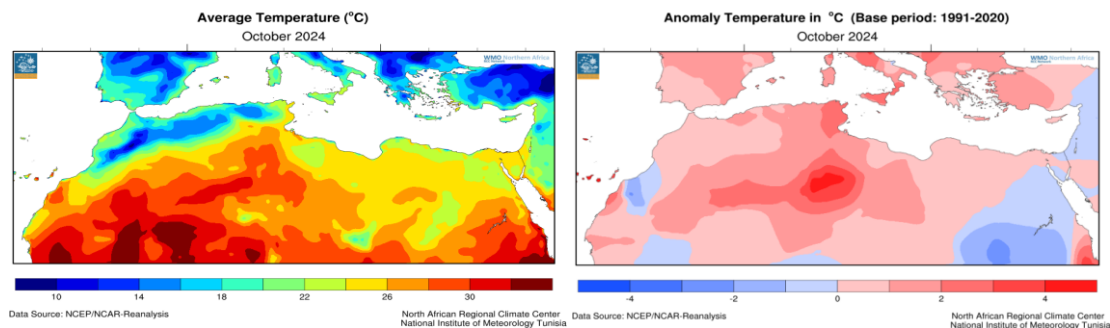 Average Temperature (°C)
October 2024
WMO Northern Africa
10 14 18 22 26 30
Data Source: NCEP/NCAR-Reanalysis
North African Regional Climate Center
National Institute of Meteorology Tunisia
Anomaly Temperature in °C (Base period: 1991-2020)
October 2024
WMO Northern Africa
-4 -2 0 2 4
Data Source: NCEP/NCAR-Reanalysis
North African Regional Climate Center
National Institute of Meteorology Tunisia